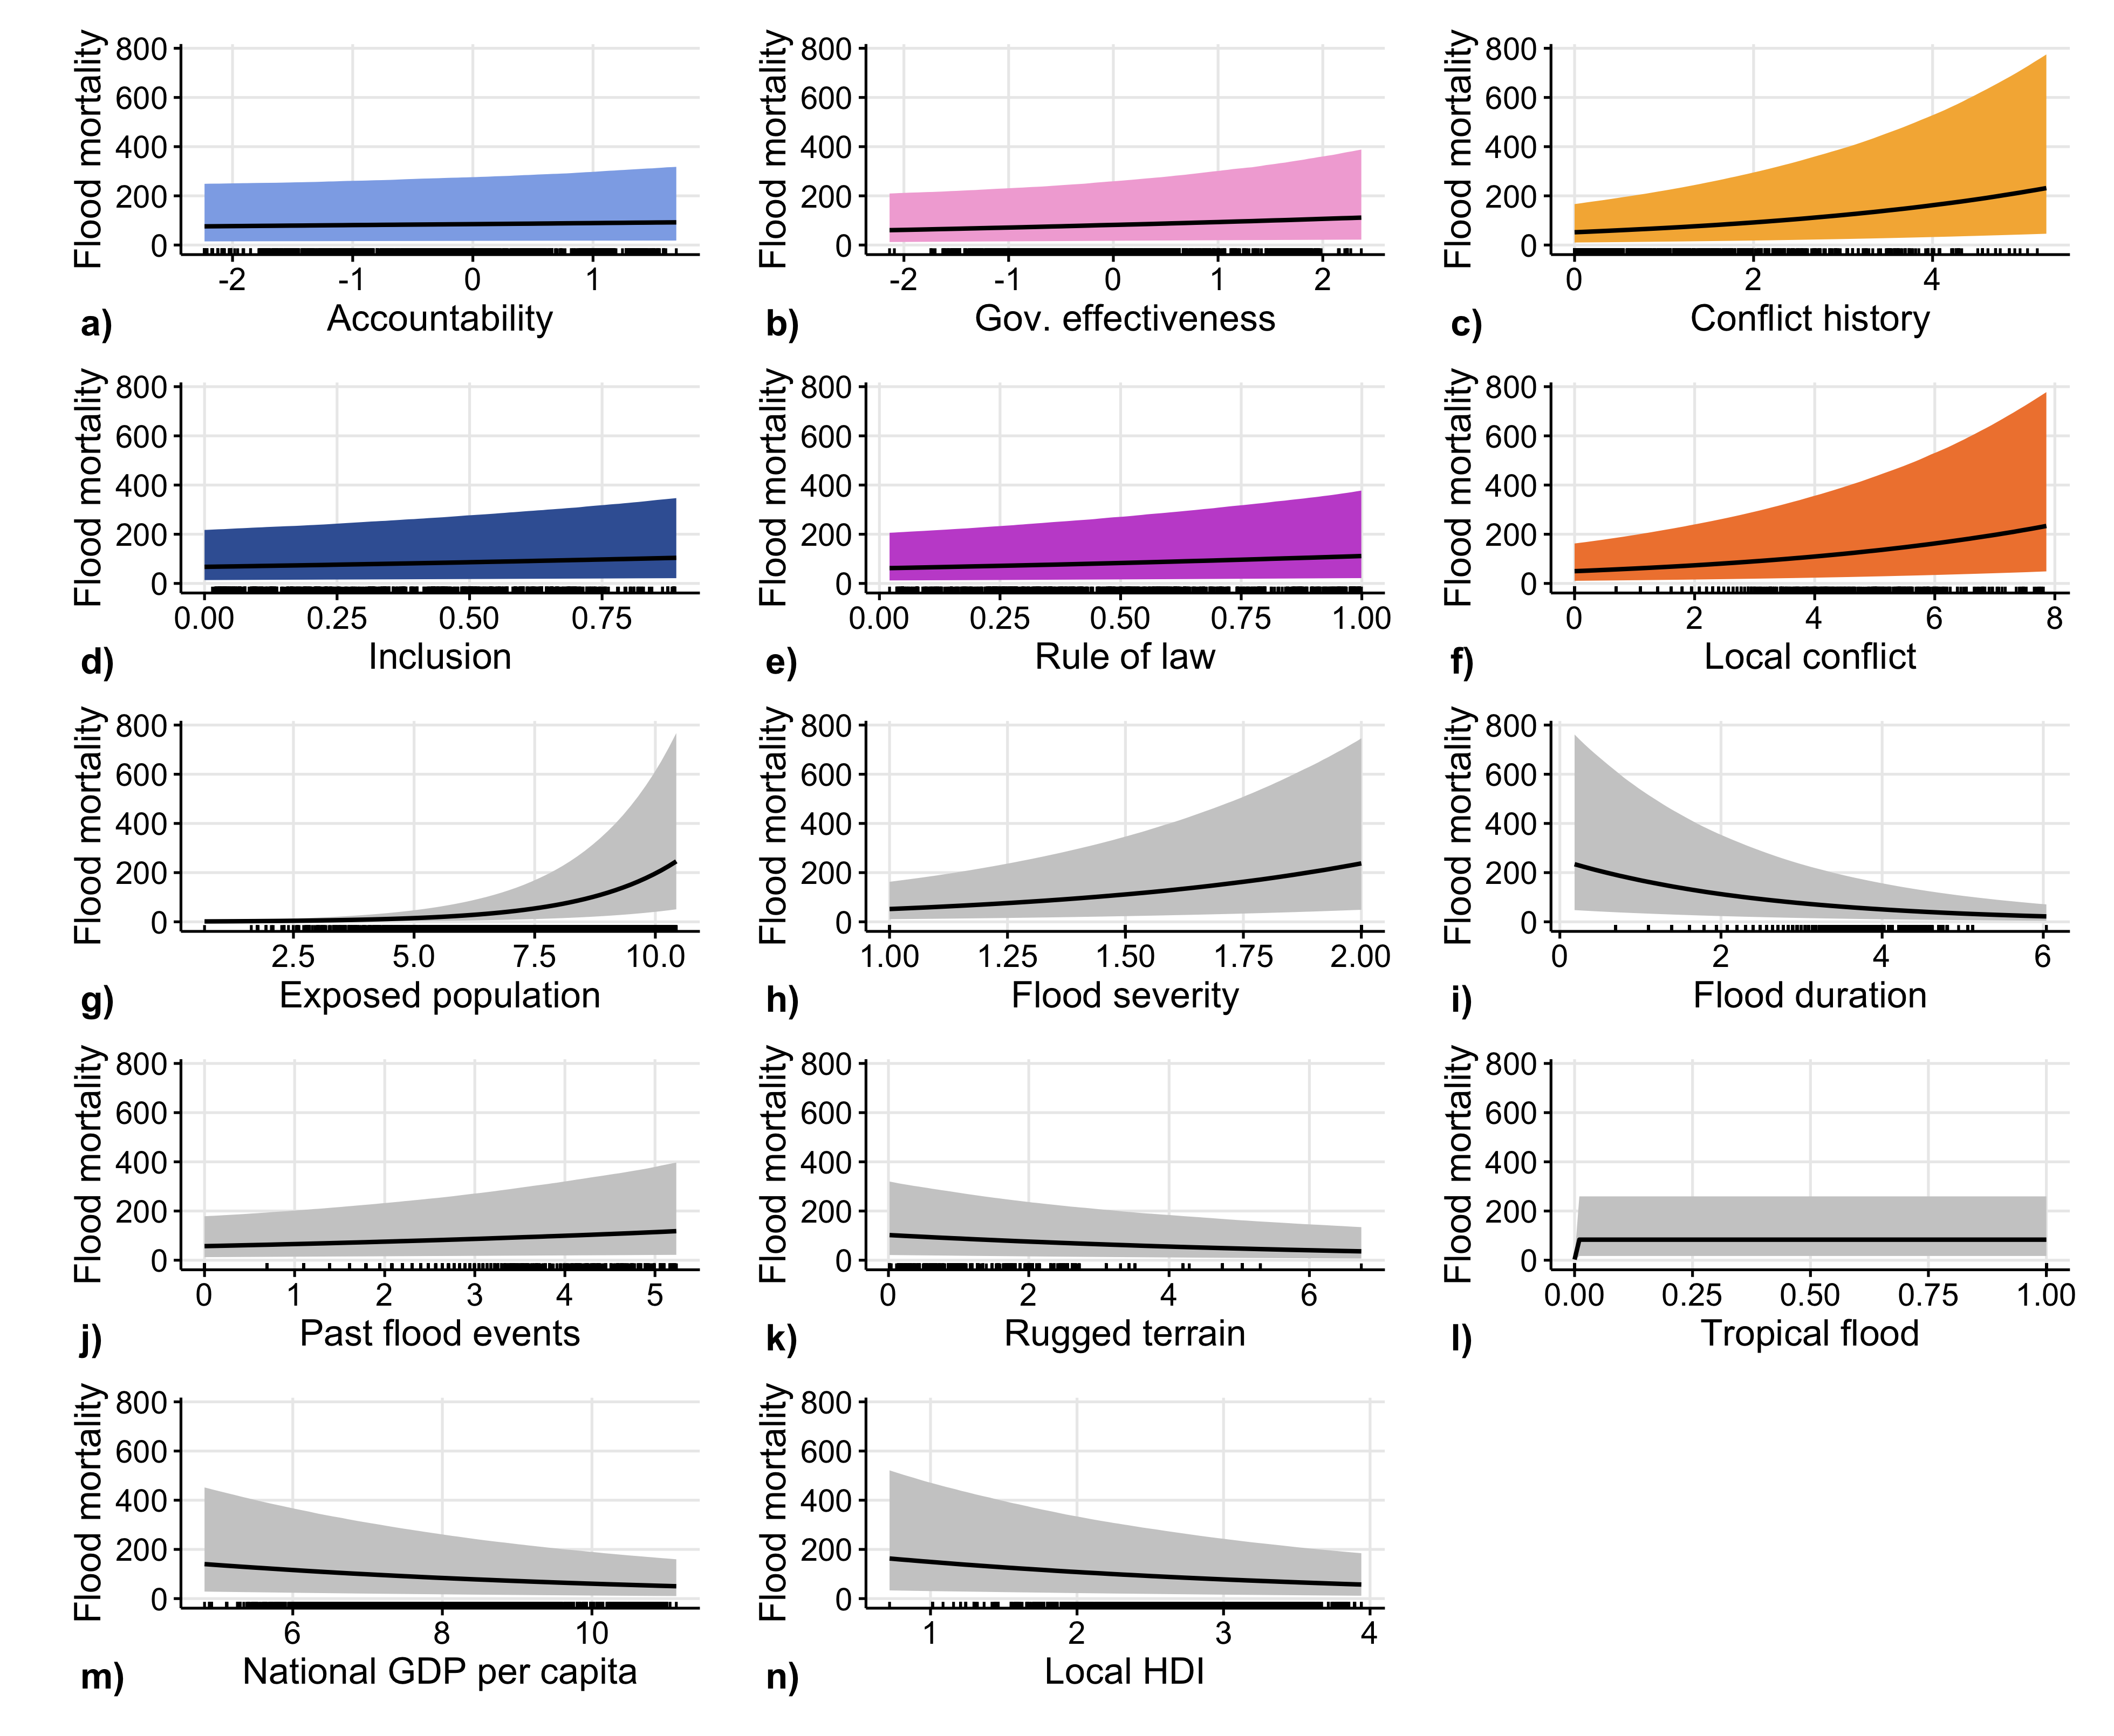 Flood mortality
800
600
400
200
0
-2 -1 0 1
Accountability
a)
Flood mortality
800
600
400
200
0
-2 -1 0 1 2
Gov. effectiveness
b)
Flood mortality
800
600
400
200
0
0 2 4
Conflict history
c)
Flood mortality
800
600
400
200
0
0.00 0.25 0.50 0.75
Inclusion
d)
Flood mortality
800
600
400
200
0
0.00 0.25 0.50 0.75 1.00
Rule of law
e)
Flood mortality
800
600
400
200
0
0 2 4 6 8
Local conflict
f)
Flood mortality
800
600
400
200
0
2.5 5.0 7.5 10.0
Exposed population
g)
Flood mortality
800
600
400
200
0
1.00 1.25 1.50 1.75 2.00
Flood severity
h)
Flood mortality
800
600
400
200
0
0 2 4 6
Flood duration
i)
Flood mortality
800
600
400
200
0
0 1 2 3 4 5
Past flood events
j)
Flood mortality
800
600
400
200
0
0 2 4 6
Rugged terrain
k)
Flood mortality
800
600
400
200
0
0.00 0.25 0.50 0.75 1.00
Tropical flood
l)
Flood mortality
800
600
400
200
0
6 8 10
National GDP per capita
m)
Flood mortality
800
600
400
200
0
1 2 3 4
Local HDI
n)